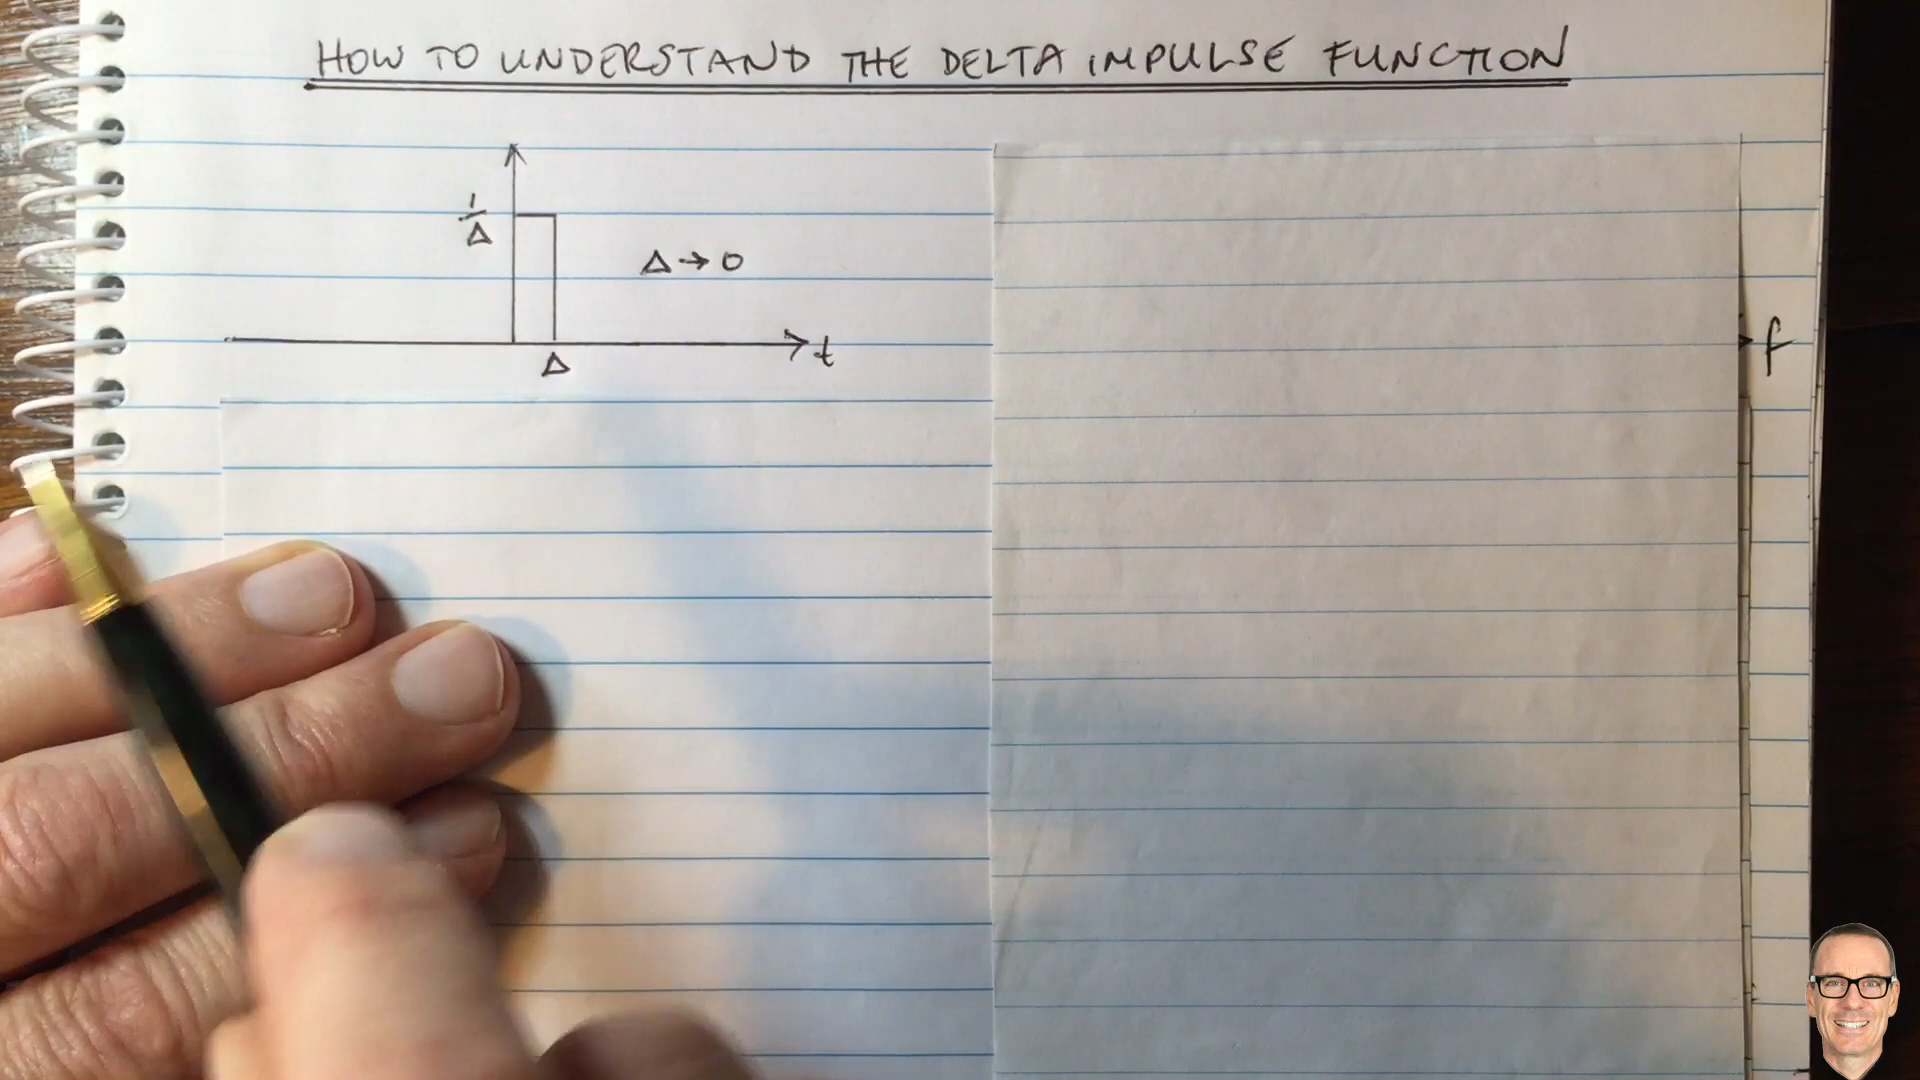 HOW TO UNDERSTAND THE DELTA IMPULSE FUNCTION
1/Δ
Δ → 0
t
Δ
f